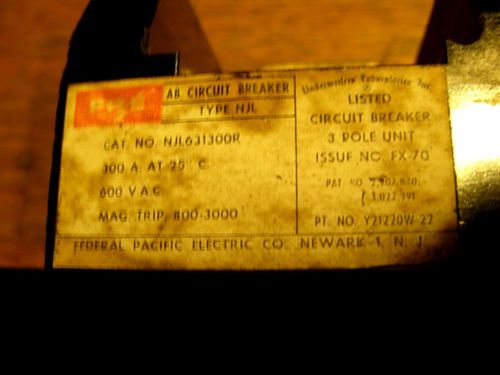 AB CIRCUIT BREAKER
TYPE NJL
CAT. NO. NJL631300R
300 A. AT 25° C.
600 V.A.C.
MAG. TRIP. 800-3000
Underwriters Laboratories Inc.
LISTED
CIRCUIT BREAKER
3 POLE UNIT
ISSUE NO. FX-70
PAT. NO.
PT. NO. Y21220W-22
FEDERAL PACIFIC ELECTRIC CO. NEWARK 1, N. J.